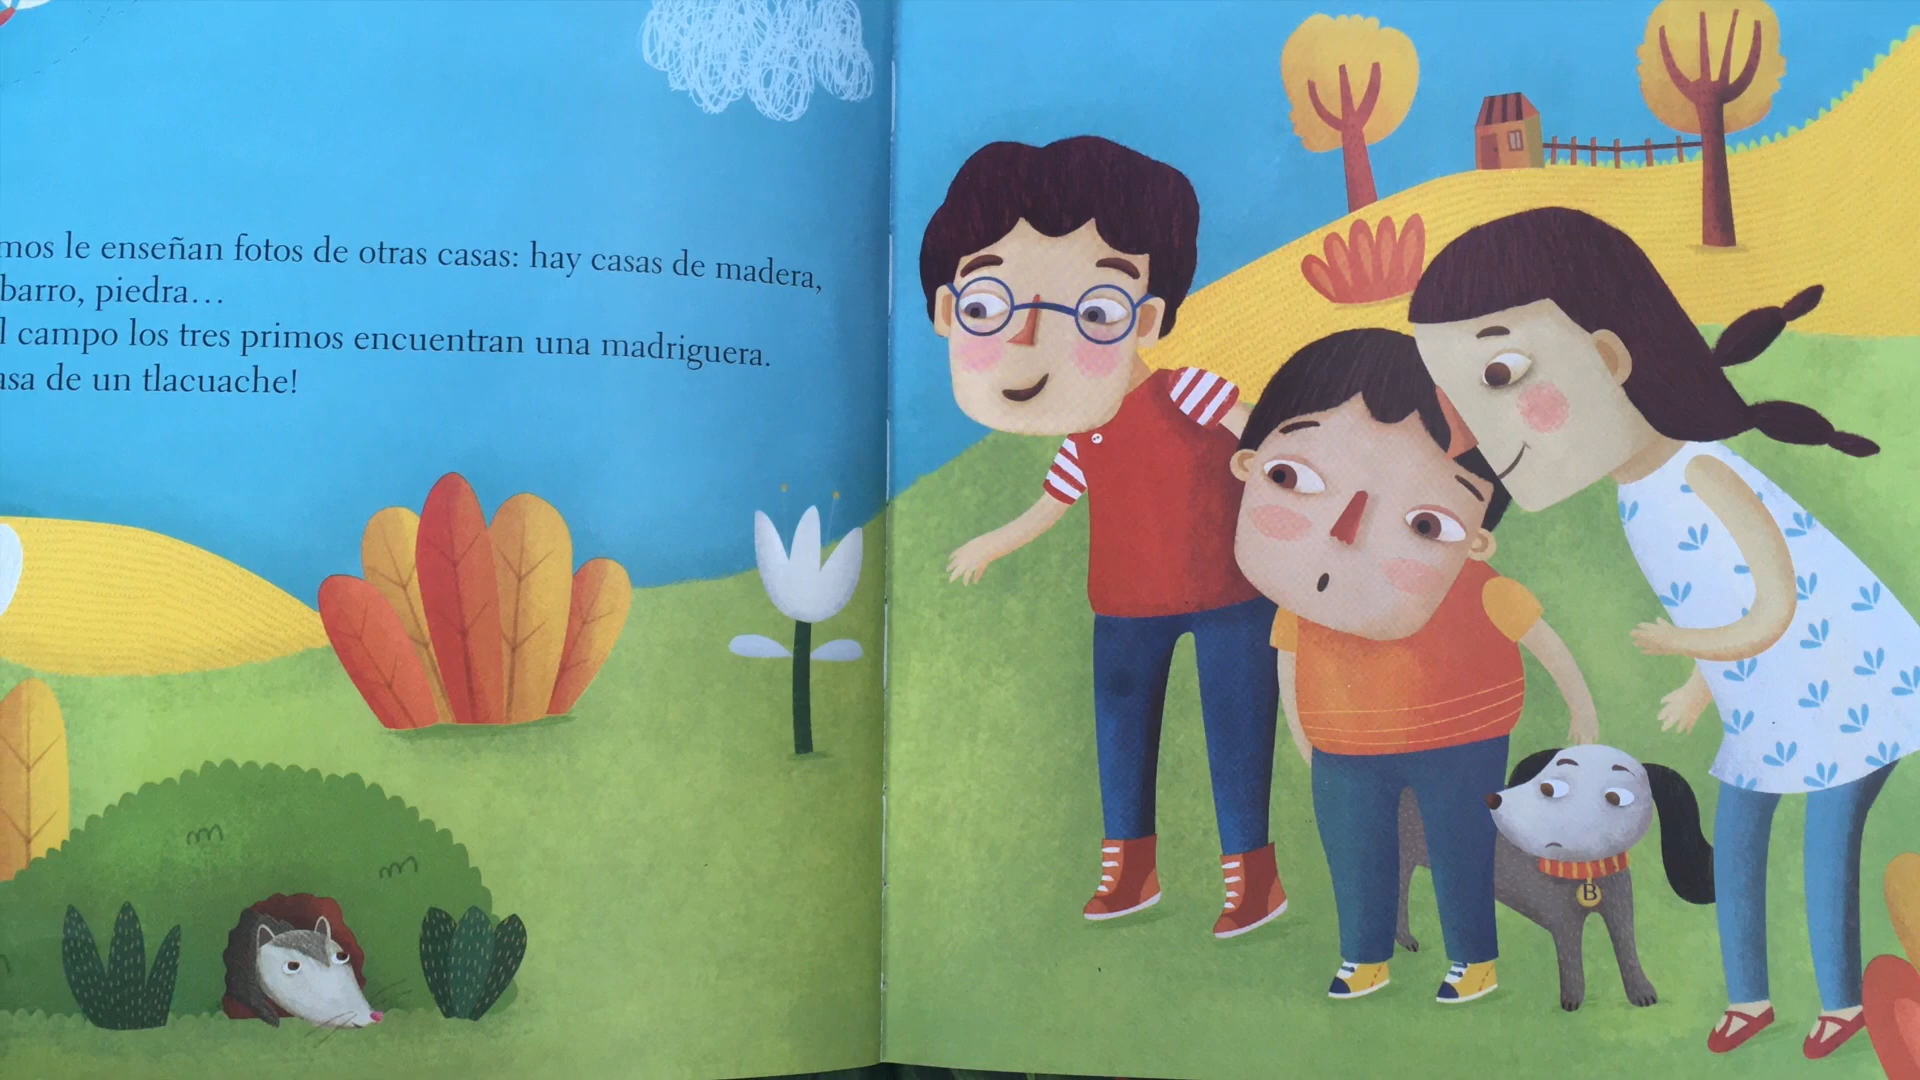 mos le enseñan fotos de otras casas: hay casas de madera,
barro, piedra...
l campo los tres primos encuentran una madriguera.
asa de un tlacuache!
B